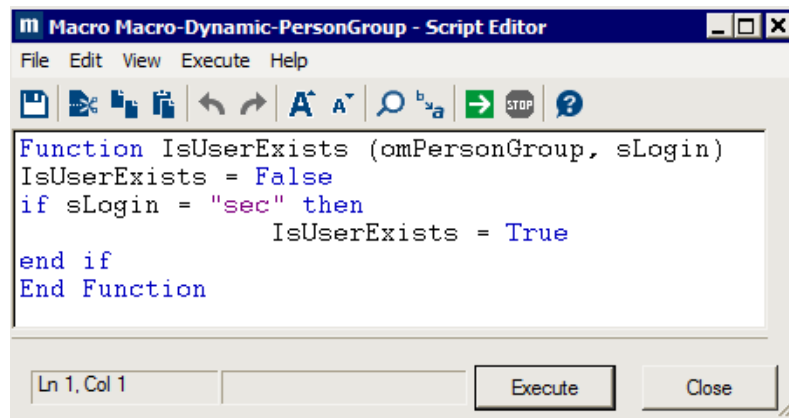 m Macro Macro-Dynamic-PersonGroup - Script Editor
File Edit View Execute Help
A A b a STOP ?
Function IsUserExists (omPersonGroup, sLogin)
IsUserExists = False
if sLogin = "sec" then
IsUserExists = True
end if
End Function
Ln 1, Col 1 Execute Close